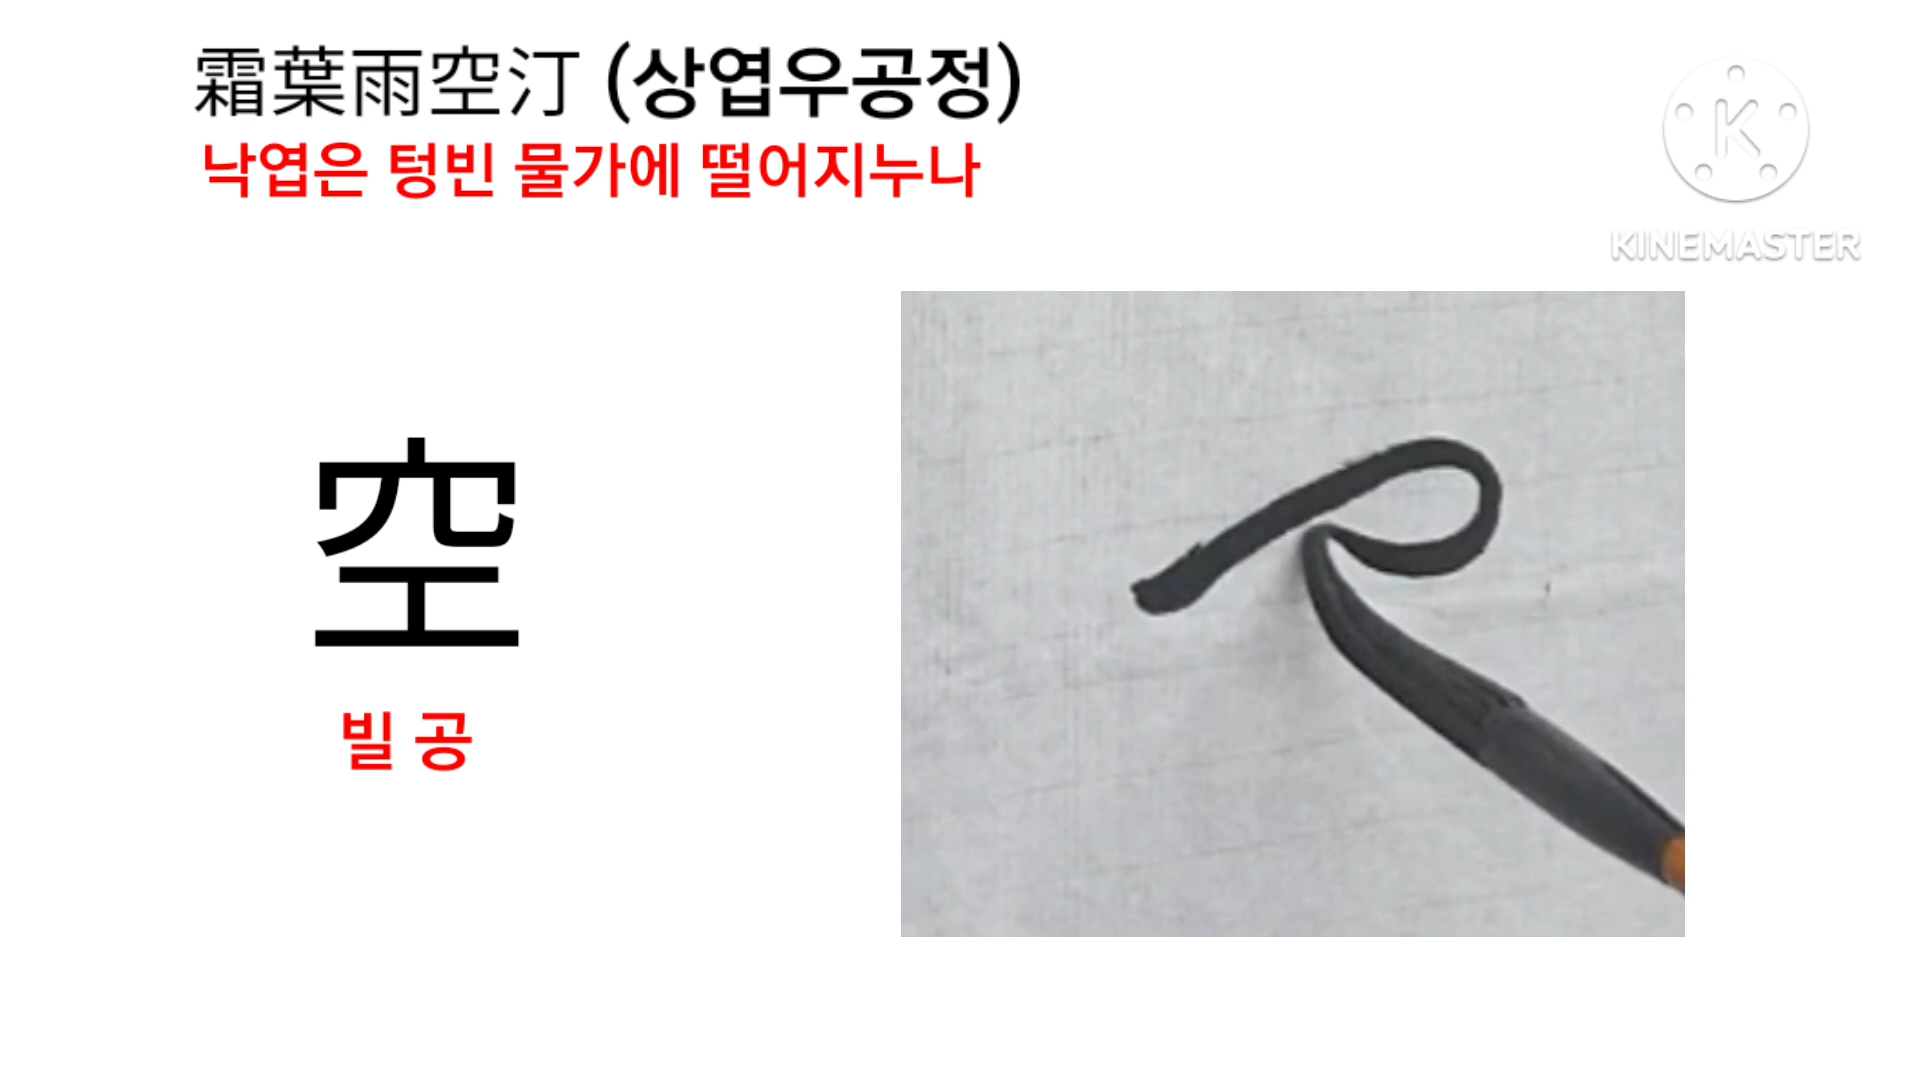 霜葉雨空汀 (상엽우공정)
낙엽은 텅빈 물가에 떨어지누나
K
KINEMASTER
空
빌 공